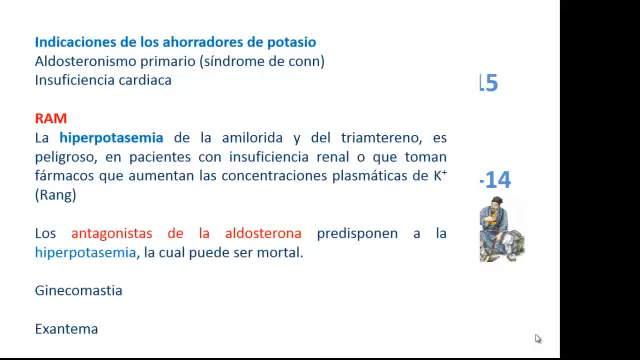 Indicaciones de los ahorradores de potasio
Aldosteronismo primario (síndrome de conn)
Insuficiencia cardiaca
RAM
La hiperpotasemia de la amilorida y del triamtereno, es
peligroso, en pacientes con insuficiencia renal o que toman
fármacos que aumentan las concentraciones plasmáticas de K⁺
(Rang)
Los antagonistas de la aldosterona predisponen a la
hiperpotasemia, la cual puede ser mortal.
Ginecomastia
Exantema
15
-14